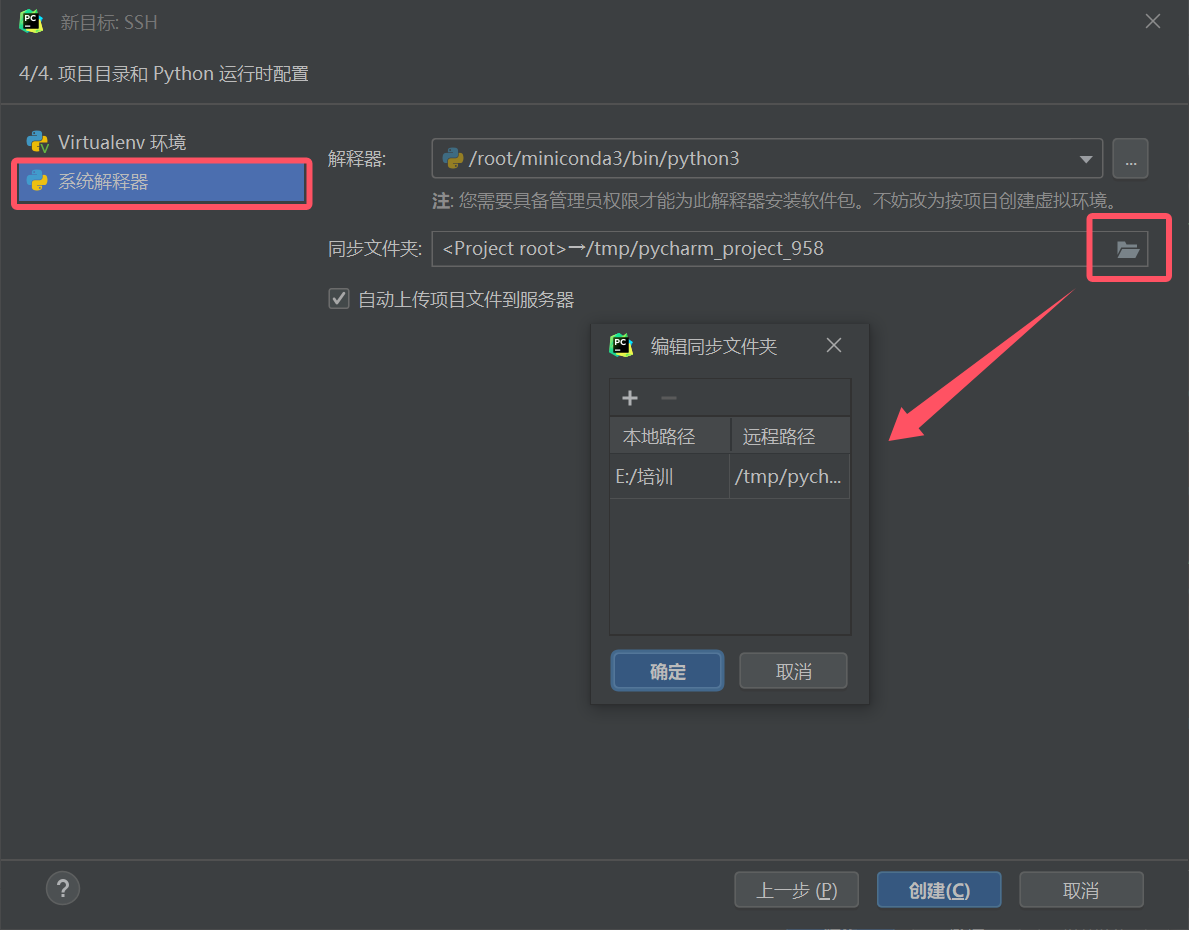 新目标: SSH
4/4. 项目目录和 Python 运行时配置
Virtualenv 环境
系统解释器
解释器:
/root/miniconda3/bin/python3
...
注: 您需要具备管理员权限才能为此解释器安装软件包。不妨改为按项目创建虚拟环境。
同步文件夹:
<Project root>→/tmp/pycharm_project_958
自动上传项目文件到服务器
编辑同步文件夹
本地路径 远程路径
E:/培训 /tmp/pych...
确定 取消
? 上一步 (P) 创建(C) 取消